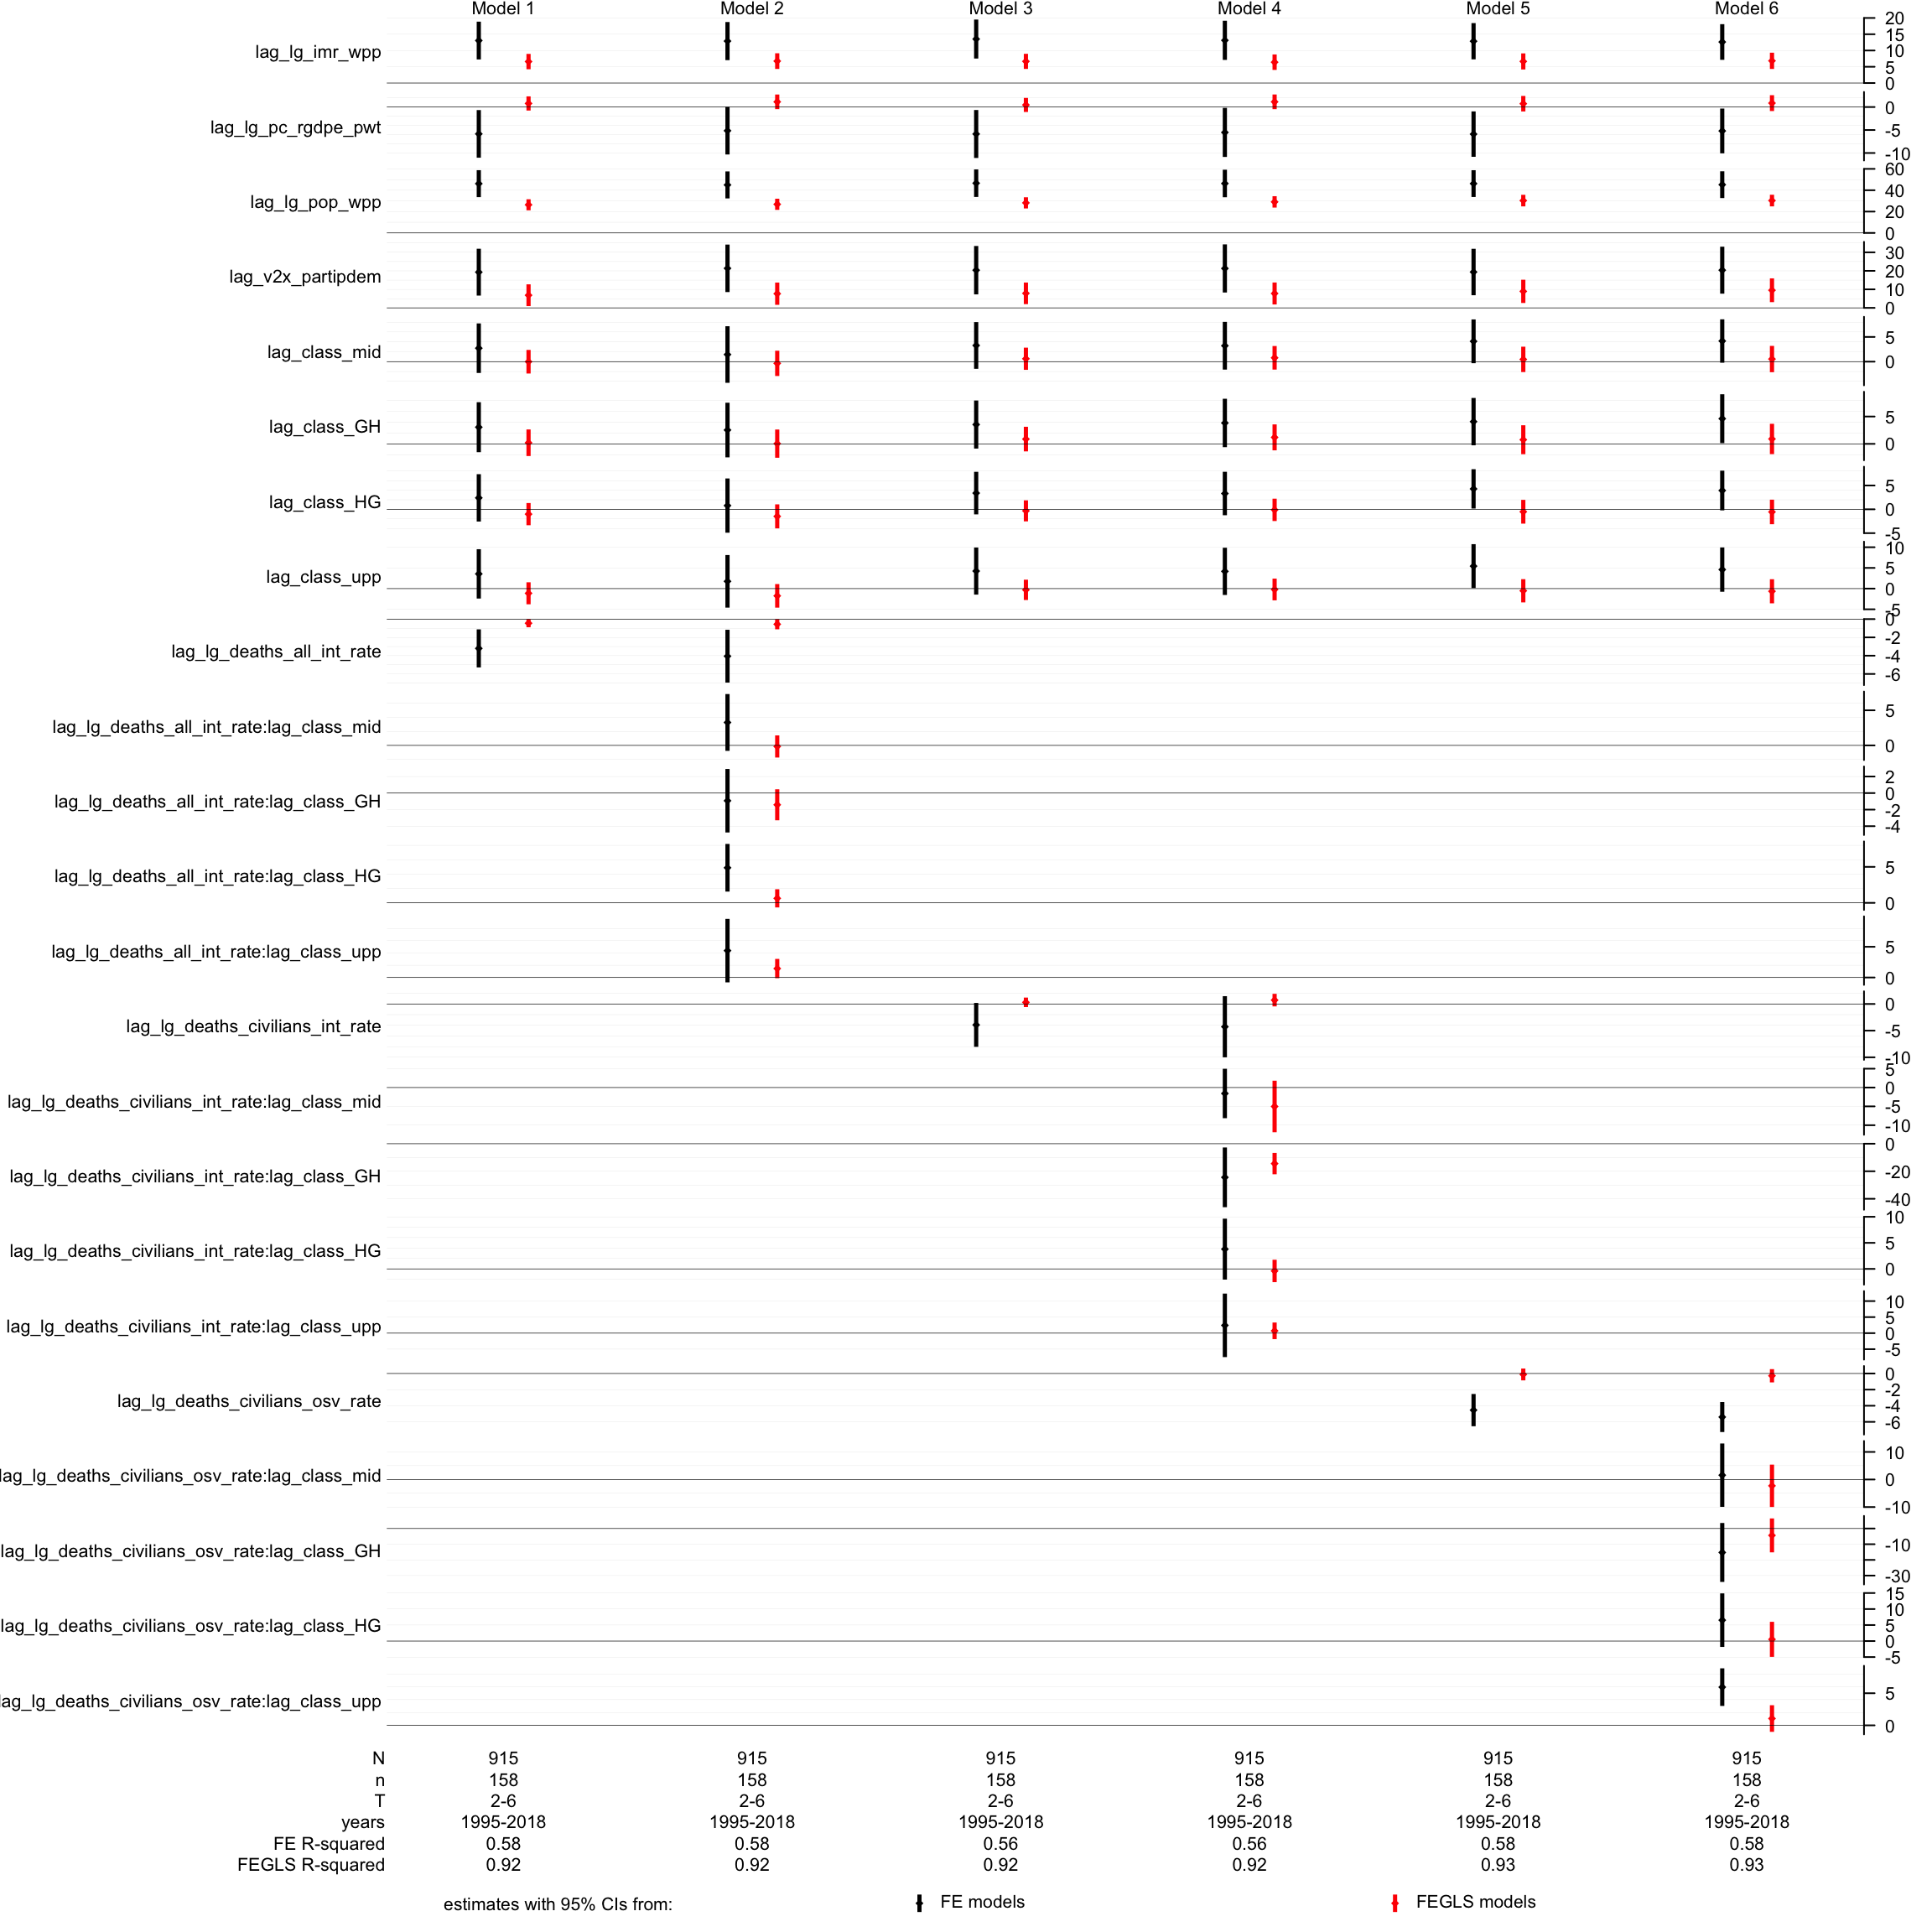 Model 1 Model 2 Model 3 Model 4 Model 5 Model 6
lag_lg_imr_wpp 20 15 10 5 0
lag_lg_pc_rgdpe_pwt 0 -5 -10
lag_lg_pop_wpp 60 40 20 0
lag_v2x_partipdem 30 20 10 0
lag_class_mid 5 0
lag_class_GH 5 0
lag_class_HG 5 0 -5
lag_class_upp 10 5 0 -5
lag_lg_deaths_all_int_rate 0 -2 -4 -6
lag_lg_deaths_all_int_rate:lag_class_mid 5 0
lag_lg_deaths_all_int_rate:lag_class_GH 2 0 -2 -4
lag_lg_deaths_all_int_rate:lag_class_HG 5 0
lag_lg_deaths_all_int_rate:lag_class_upp 5 0
lag_lg_deaths_civilians_int_rate 0 -5 -10
lag_lg_deaths_civilians_int_rate:lag_class_mid 5 0 -5 -10
lag_lg_deaths_civilians_int_rate:lag_class_GH 0 -20 -40
lag_lg_deaths_civilians_int_rate:lag_class_HG 10 5 0
lag_lg_deaths_civilians_int_rate:lag_class_upp 10 5 0 -5
lag_lg_deaths_civilians_osv_rate 0 -2 -4 -6
lag_lg_deaths_civilians_osv_rate:lag_class_mid 10 0 -10
lag_lg_deaths_civilians_osv_rate:lag_class_GH -10 -30
lag_lg_deaths_civilians_osv_rate:lag_class_HG 15 10 5 0 -5
lag_lg_deaths_civilians_osv_rate:lag_class_upp 5 0
N 915 915 915 915 915 915
n 158 158 158 158 158 158
T 2-6 2-6 2-6 2-6 2-6 2-6
years 1995-2018 1995-2018 1995-2018 1995-2018 1995-2018 1995-2018
FE R-squared 0.58 0.58 0.56 0.56 0.58 0.58
FEGLS R-squared 0.92 0.92 0.92 0.92 0.93 0.93
estimates with 95% CIs from: FE models FEGLS models